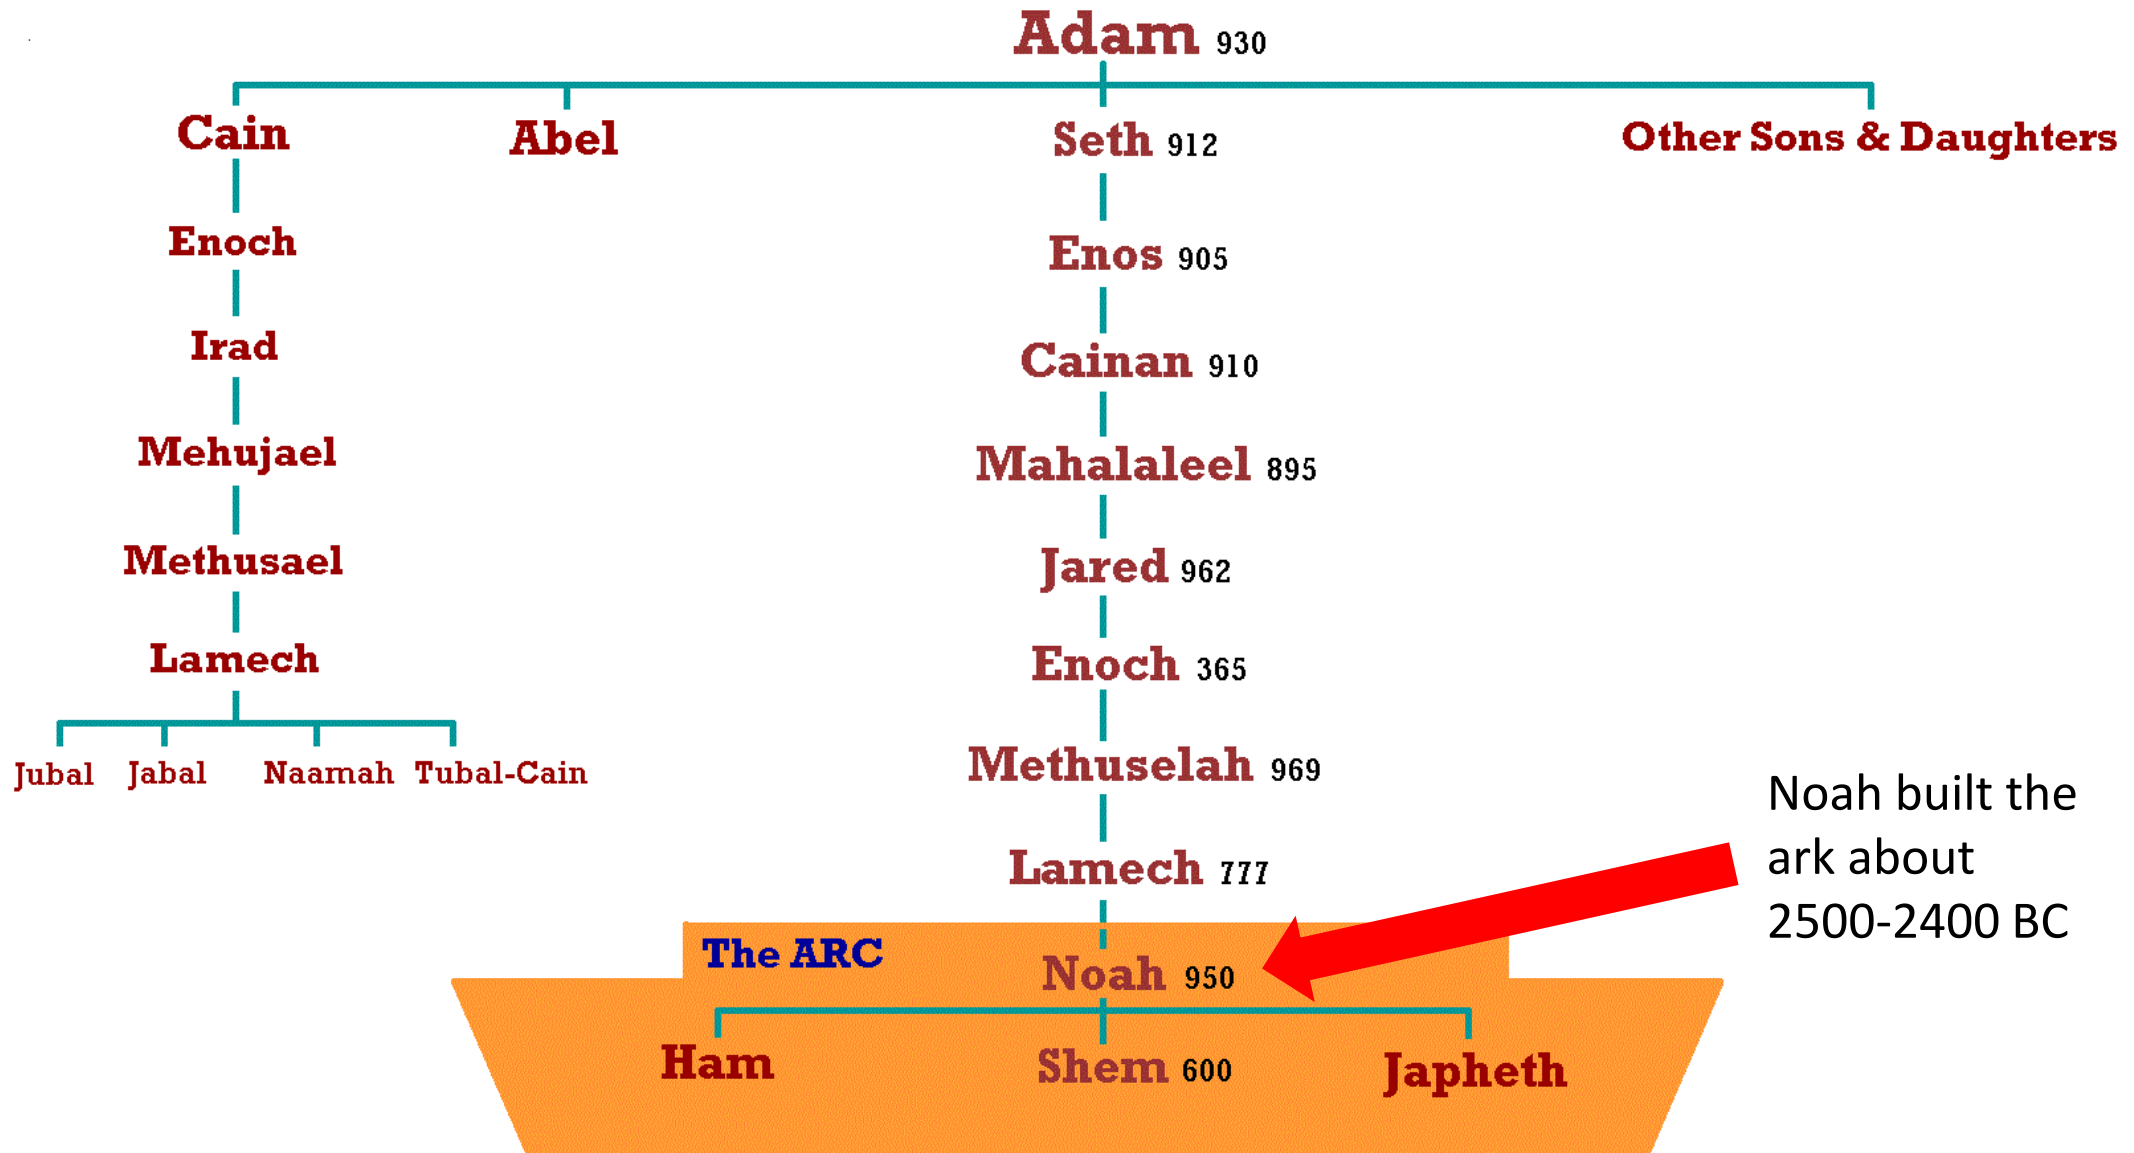 Adam 930
Cain Abel Seth 912 Other Sons & Daughters
Enoch Enos 905
Irad Cainan 910
Mehujael Mahalaleel 895
Methusael Jared 962
Lamech Enoch 365
Jubal Jabal Naamah Tubal-Cain Methuselah 969
Lamech 777
Noah built the
ark about
2500-2400 BC
The ARC
Noah 950
Ham Shem 600 Japheth